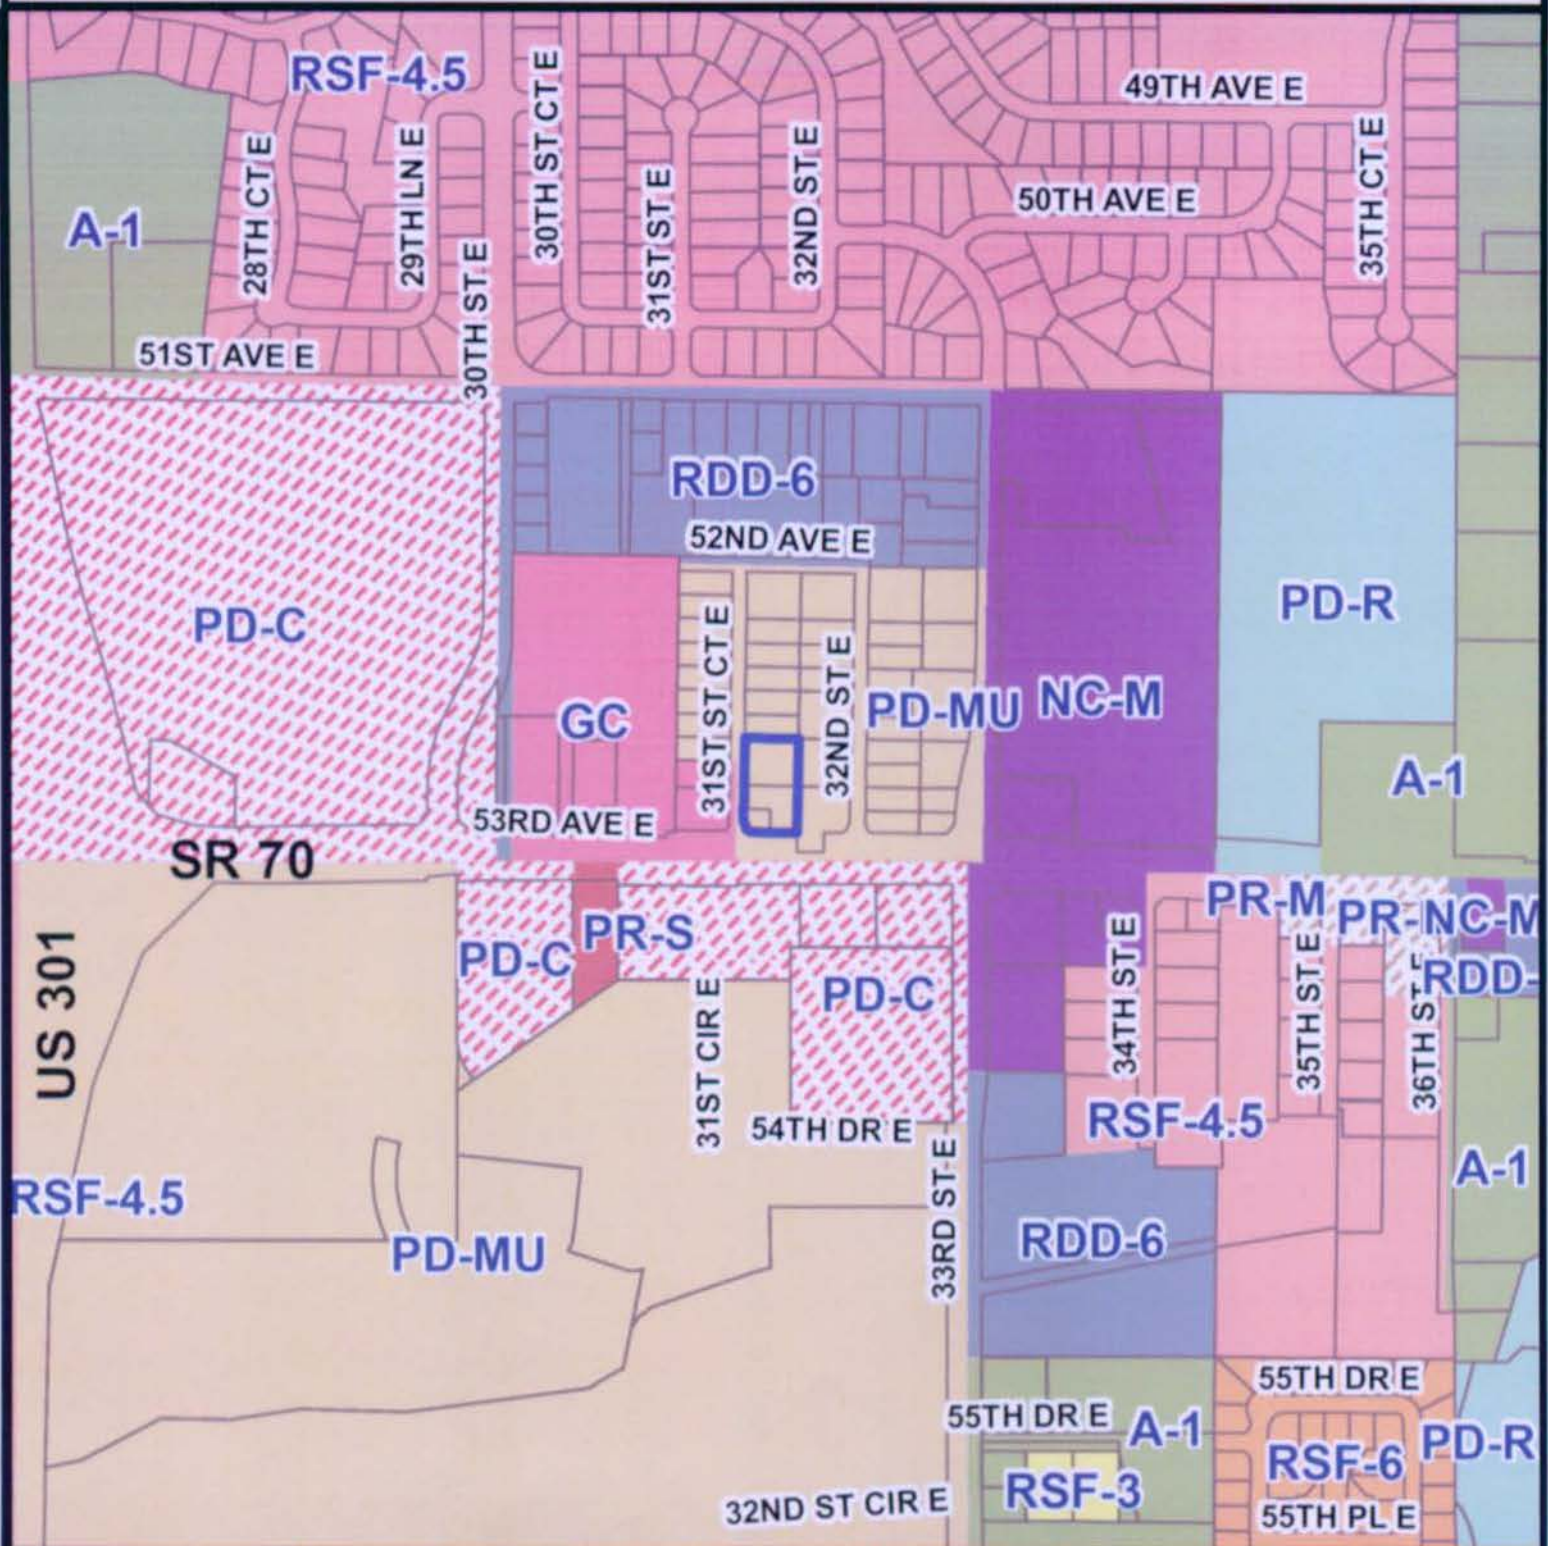 RSF-4.5
49TH AVE E
30TH ST CT E
28TH CT E
29TH LN E
31ST ST E
32ND ST E
50TH AVE E
35TH CT E
A-1
30TH ST E
51ST AVE E
RDD-6
52ND AVE E
PD-C
PD-R
31ST ST CT E
32ND ST E
GC
PD-MU
NC-M
A-1
53RD AVE E
SR 70
PR-M
PR-
NC-M
PR-S
PD-C
PD-C
RDD-
US 301
34TH ST E
35TH ST E
36TH ST E
31ST CIR E
54TH DR E
RSF-4.5
A-1
RSF-4.5
33RD ST E
PD-MU
RDD-6
55TH DR E
55TH DR E
A-1
PD-R
RSF-6
RSF-3
32ND ST CIR E
55TH PL E